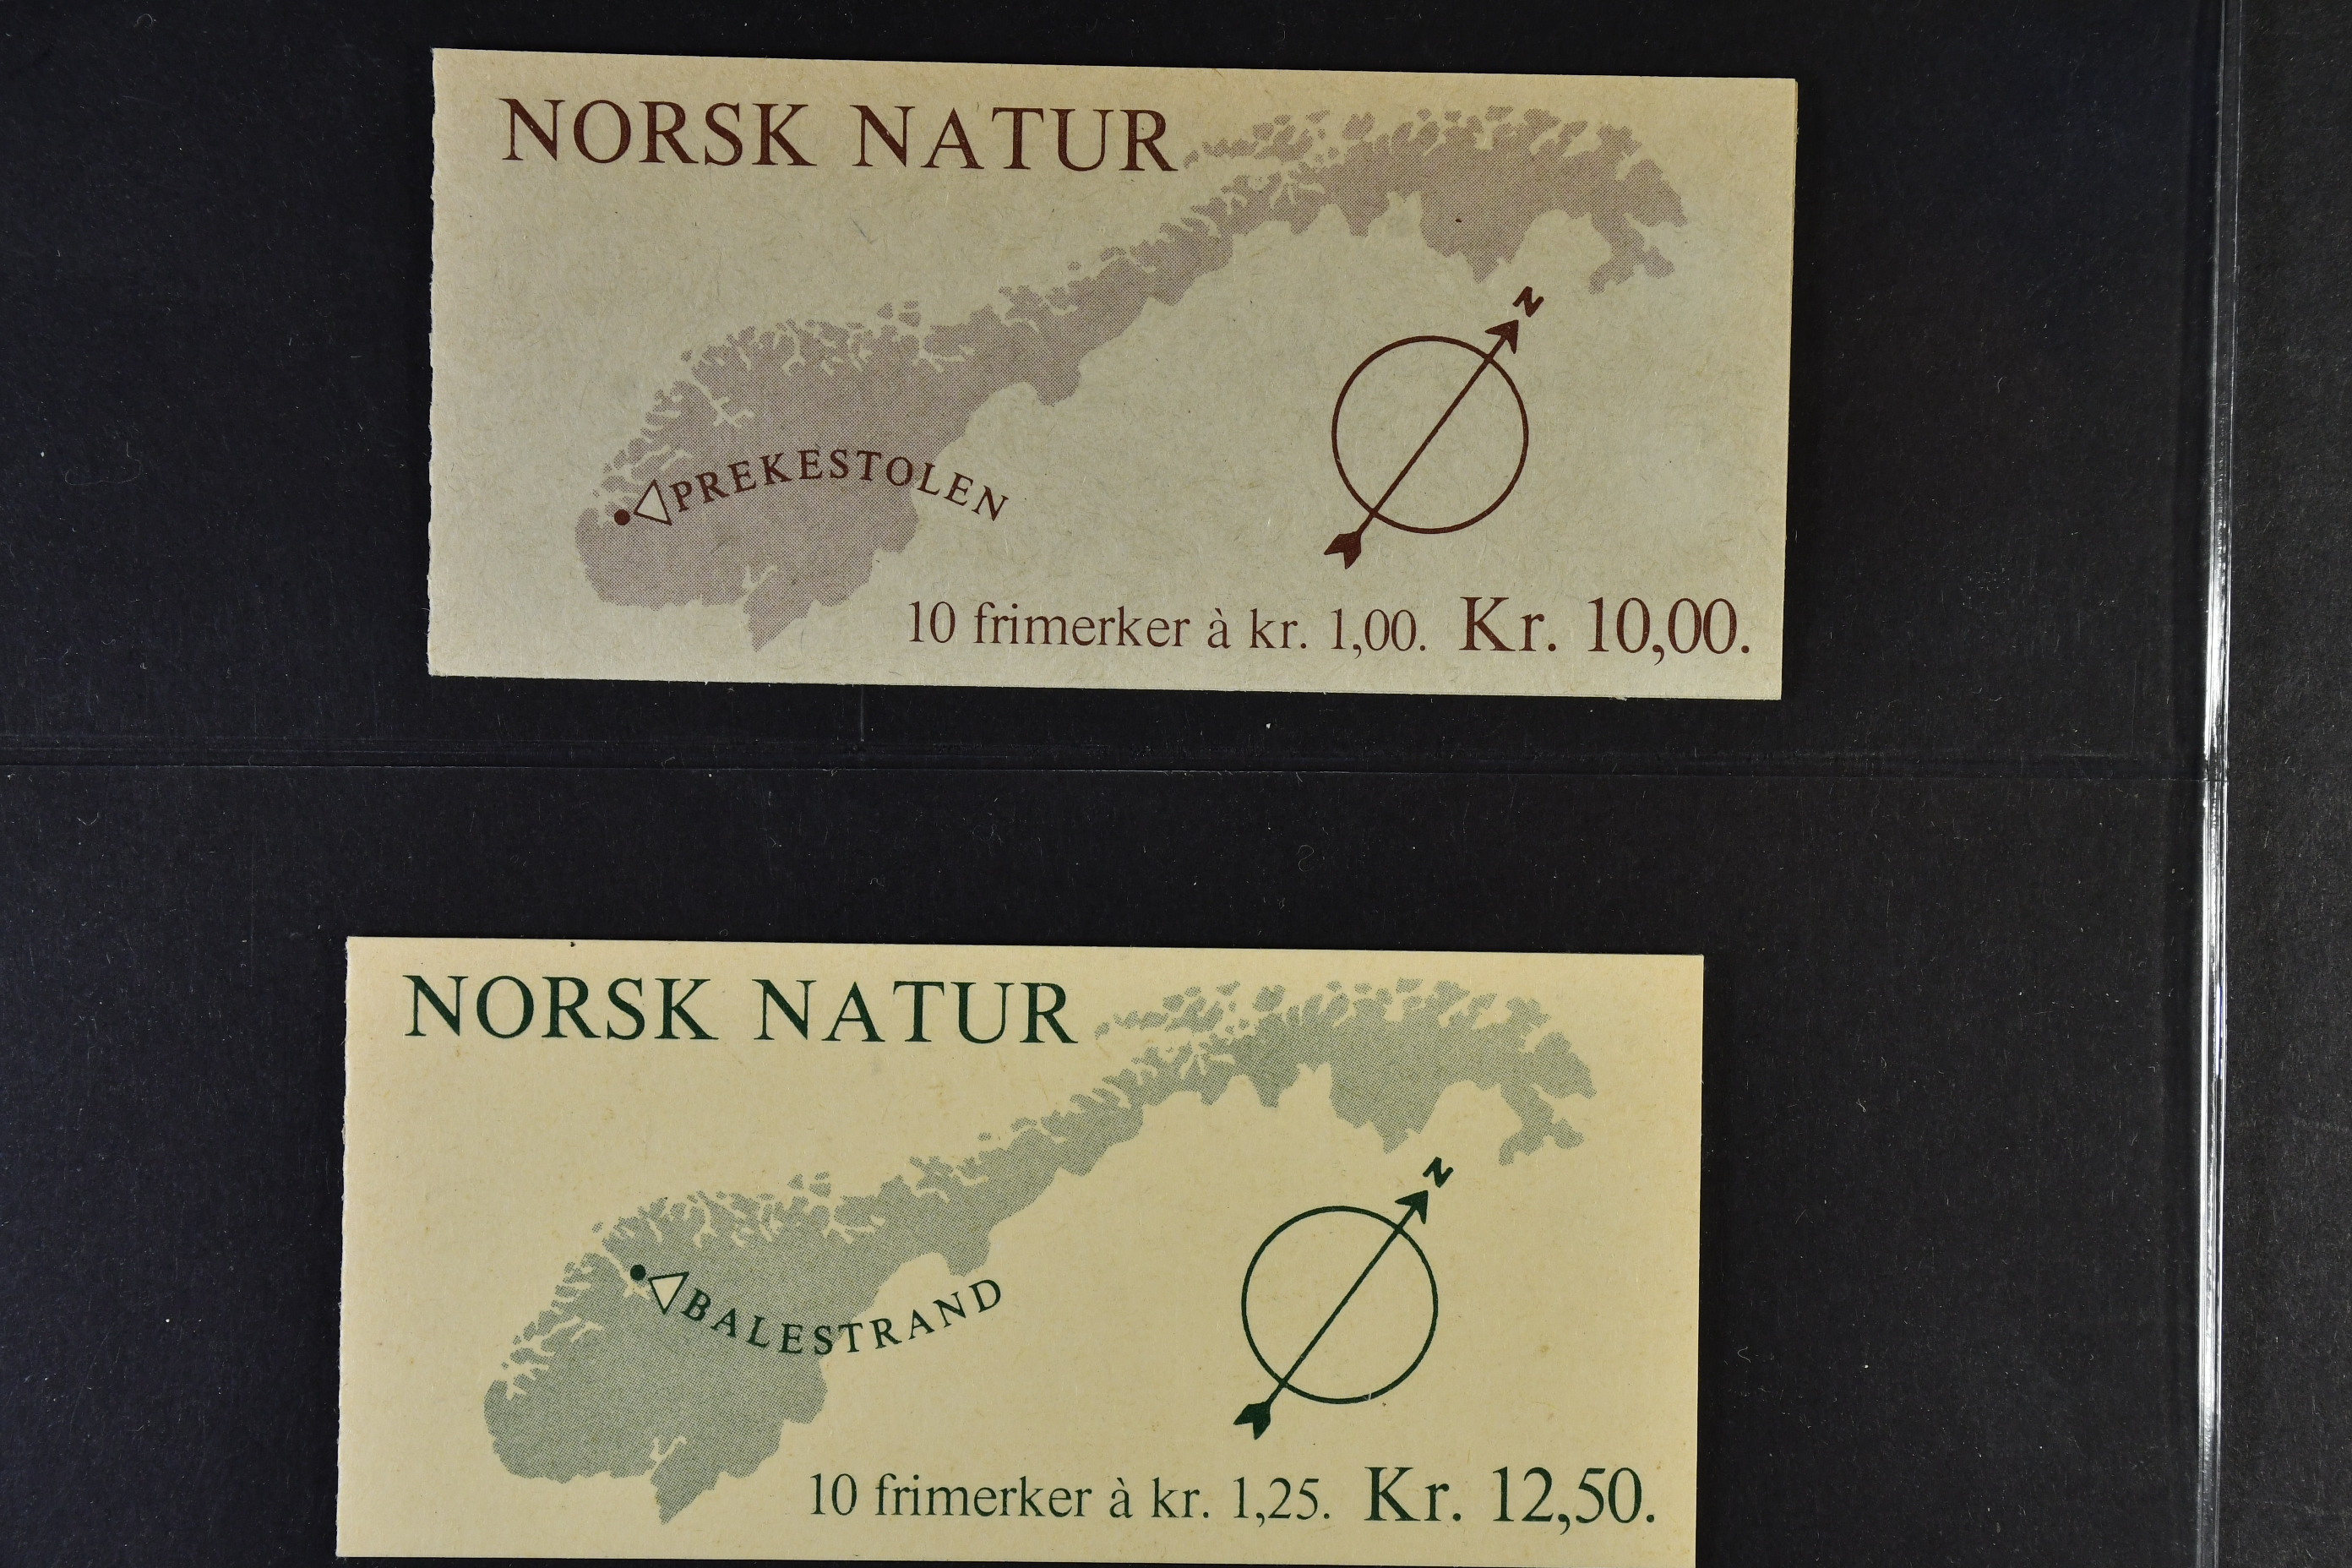 NORSK NATUR
N
PREKESTOLEN
10 frimerker à kr. 1,00. Kr. 10,00.
NORSK NATUR
N
BALESTRAND
10 frimerker à kr. 1,25. Kr. 12,50.